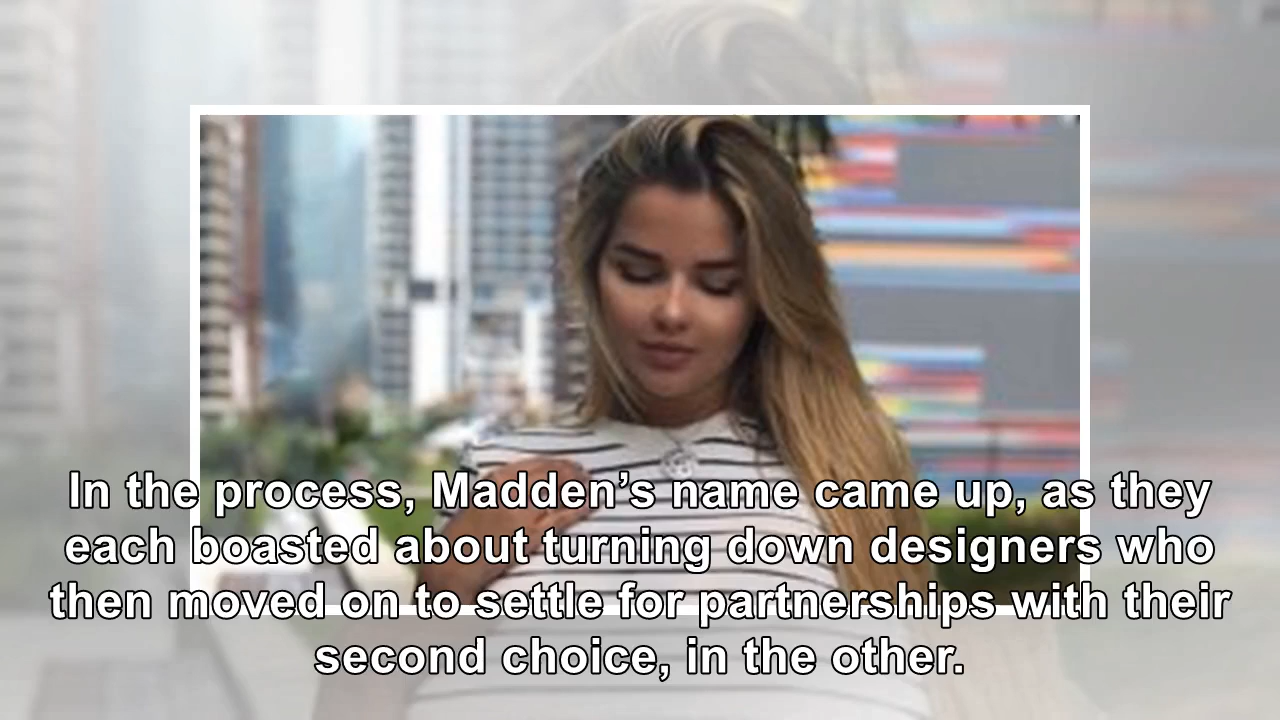 In the process, Madden’s name came up, as they
each boasted about turning down designers who
then moved on to settle for partnerships with their
second choice, in the other.